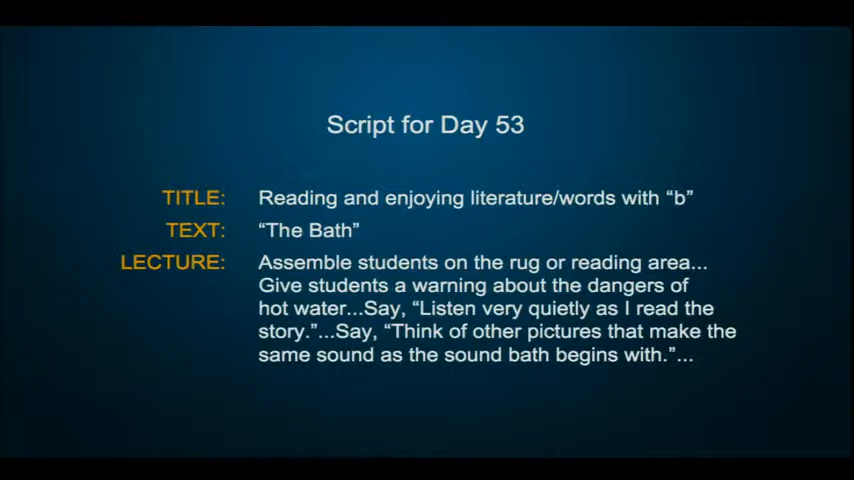 Script for Day 53
TITLE: Reading and enjoying literature/words with “b”
TEXT: “The Bath”
LECTURE: Assemble students on the rug or reading area...
Give students a warning about the dangers of
hot water...Say, “Listen very quietly as I read the
story.”...Say, “Think of other pictures that make the
same sound as the sound bath begins with.”...